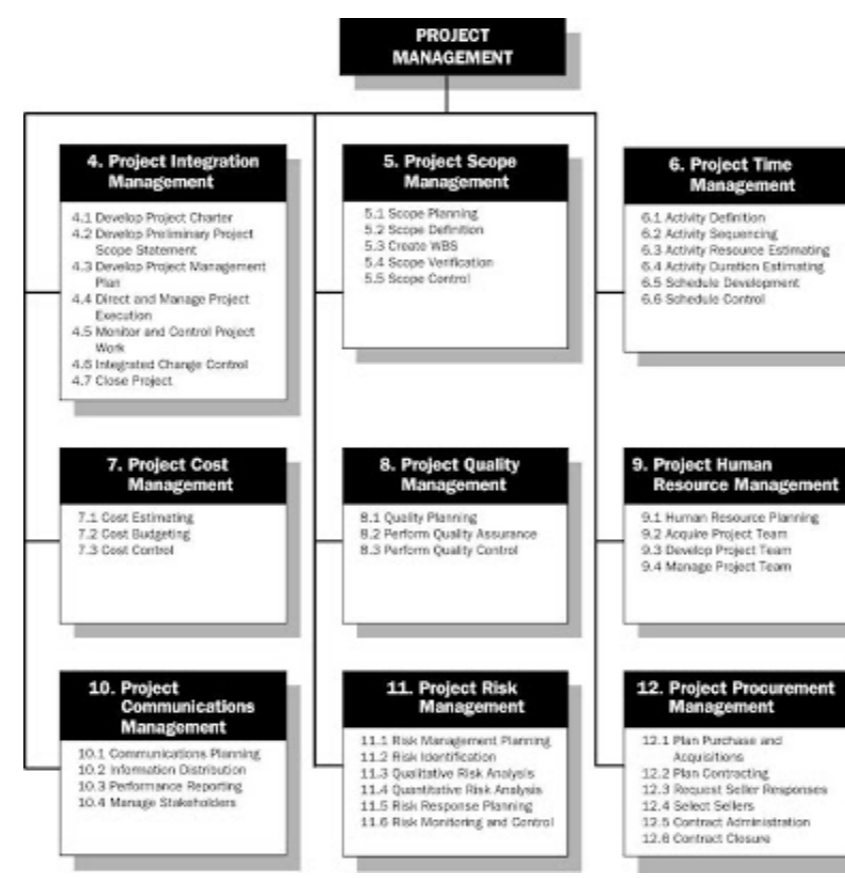 PROJECT
MANAGEMENT
4. Project Integration
Management
4.1 Develop Project Charter
4.2 Develop Preliminary Project
Scope Statement
4.3 Develop Project Management
Plan
4.4 Direct and Manage Project
Execution
4.5 Monitor and Control Project
Work
4.6 Integrated Change Control
4.7 Close Project
5. Project Scope
Management
5.1 Scope Planning
5.2 Scope Definition
5.3 Create WBS
5.4 Scope Verification
5.5 Scope Control
6. Project Time
Management
6.1 Activity Definition
6.2 Activity Sequencing
6.3 Activity Resource Estimating
6.4 Activity Duration Estimating
6.5 Schedule Development
6.6 Schedule Control
7. Project Cost
Management
7.1 Cost Estimating
7.2 Cost Budgeting
7.3 Cost Control
8. Project Quality
Management
8.1 Quality Planning
8.2 Perform Quality Assurance
8.3 Perform Quality Control
9. Project Human
Resource Management
9.1 Human Resource Planning
9.2 Acquire Project Team
9.3 Develop Project Team
9.4 Manage Project Team
10. Project
Communications
Management
10.1 Communications Planning
10.2 Information Distribution
10.3 Performance Reporting
10.4 Manage Stakeholders
11. Project Risk
Management
11.1 Risk Management Planning
11.2 Risk Identification
11.3 Qualitative Risk Analysis
11.4 Quantitative Risk Analysis
11.5 Risk Response Planning
11.6 Risk Monitoring and Control
12. Project Procurement
Management
12.1 Plan Purchase and
Acquisitions
12.2 Plan Contracting
12.3 Request Seller Responses
12.4 Select Sellers
12.5 Contract Administration
12.6 Contract Closure